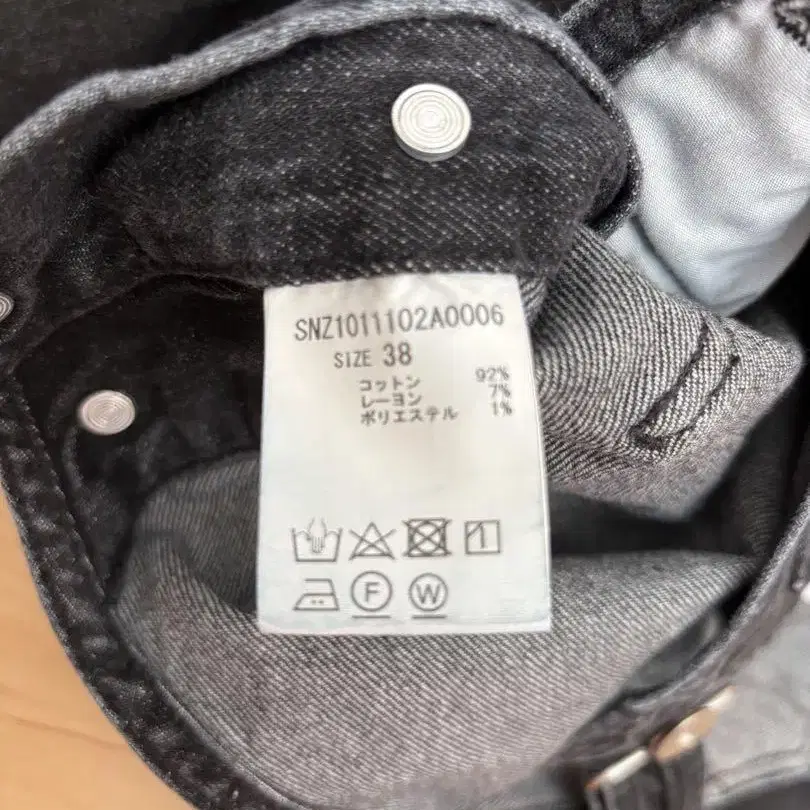 SNZ1011102A0006
SIZE 38
コットン 92%
レーヨン 7%
ポリエステル 1%
F W